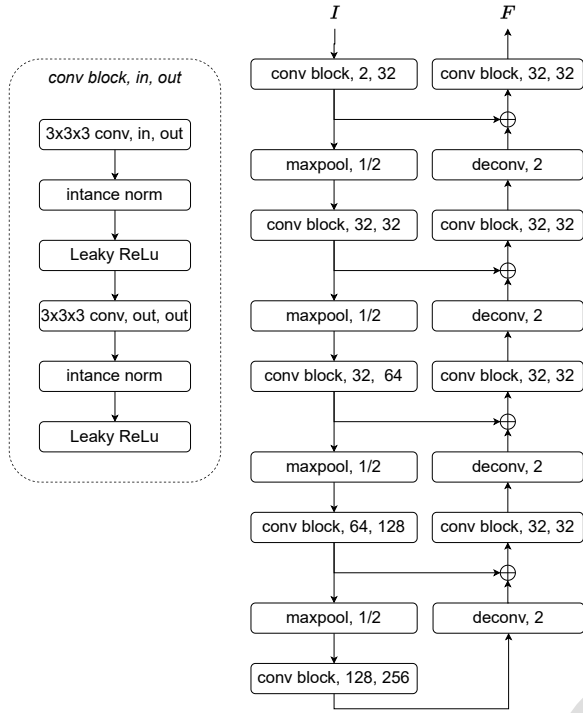 conv block, in, out
3x3x3 conv, in, out
intance norm
Leaky ReLu
3x3x3 conv, out, out
intance norm
Leaky ReLu
I
conv block, 2, 32
maxpool, 1/2
conv block, 32, 32
maxpool, 1/2
conv block, 32, 64
maxpool, 1/2
conv block, 64, 128
maxpool, 1/2
conv block, 128, 256
F
conv block, 32, 32
deconv, 2
conv block, 32, 32
deconv, 2
conv block, 32, 32
deconv, 2
conv block, 32, 32
deconv, 2